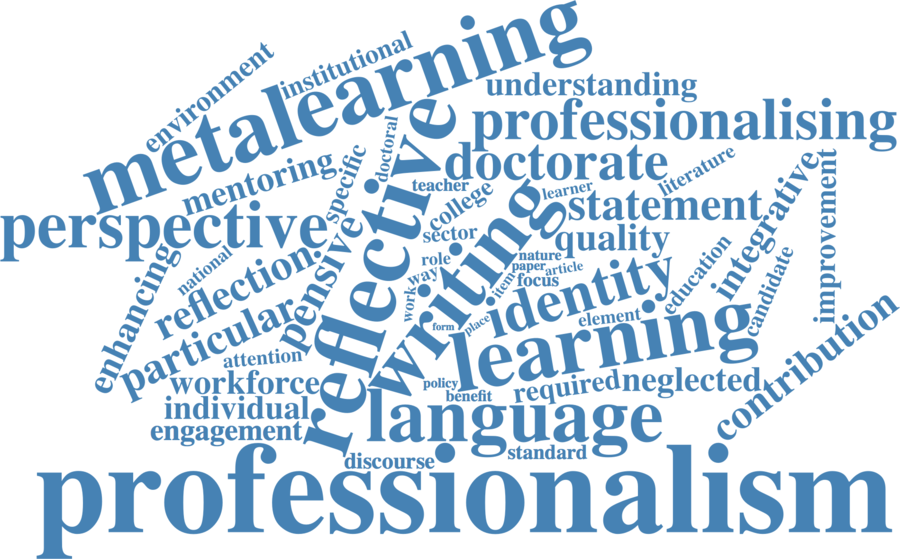 environment
institutional
metalearning
understanding
professionalising
doctoral
specific
mentoring
reflective
doctorate
teacher
college
learner
literature
perspective
sector
writing
statement
integrative
improvement
national
reflection
pensive
role
way
nature
quality
education
enhancing
particular
work
item
paper
article
focus
identity
candidate
attention
form
place
element
learning
contribution
workforce
policy
benefit
required
neglected
individual
language
engagement
discourse
standard
professionalism